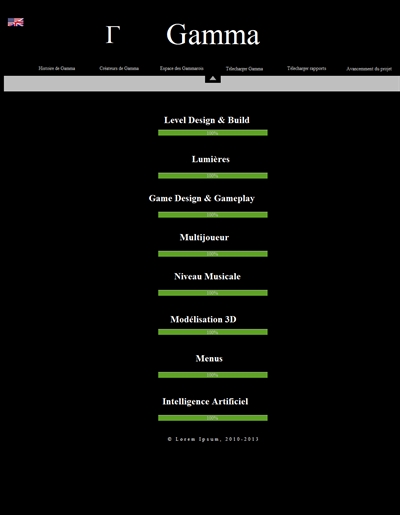 Γ Gamma
Histoire de Gamma Créateurs de Gamma Espace des Gammarons Telecharger Gamma Télécharger rapports Avancement du projet
Level Design & Build
100%
Lumières
100%
Game Design & Gameplay
100%
Multijoueur
100%
Niveau Musicale
100%
Modélisation 3D
100%
Menus
100%
Intelligence Artificiel
100%
© Lorem Ipsum, 2010-2013